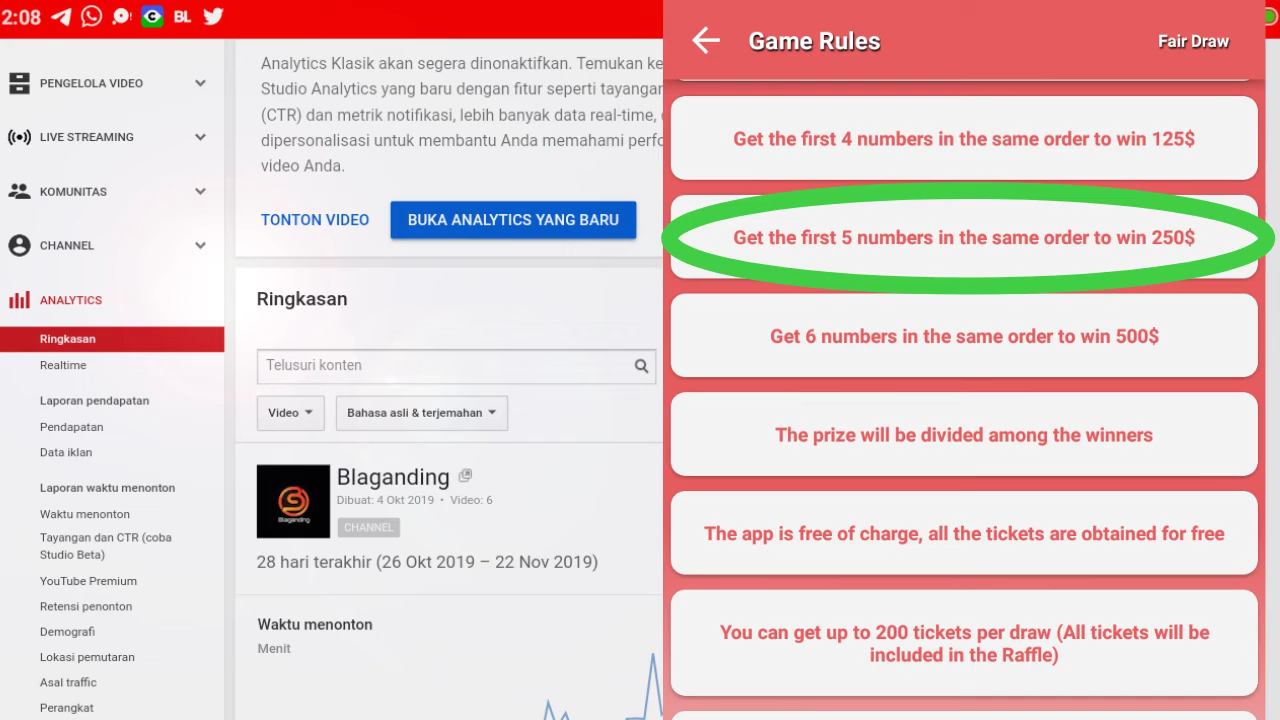 2:08
BL
PENGELOLA VIDEO
LIVE STREAMING
KOMUNITAS
CHANNEL
ANALYTICS
Ringkasan
Realtime
Laporan pendapatan
Pendapatan
Data iklan
Laporan waktu menonton
Waktu menonton
Tayangan dan CTR (coba
Studio Beta)
YouTube Premium
Retensi penonton
Demografi
Lokasi pemutaran
Asal traffic
Perangkat
Analytics Klasik akan segera dinonaktifkan. Temukan ke
Studio Analytics yang baru dengan fitur seperti tayangan
(CTR) dan metrik notifikasi, lebih banyak data real-time,
dipersonalisasi untuk membantu Anda memahami perfo
video Anda.
TONTON VIDEO
BUKA ANALYTICS YANG BARU
Ringkasan
Telusuri konten
Video
Bahasa asli & terjemahan
Blaganding
Blaganding
Dibuat: 4 Okt 2019 • Video: 6
CHANNEL
28 hari terakhir (26 Okt 2019 – 22 Nov 2019)
Waktu menonton
Menit
Game Rules
Fair Draw
Get the first 4 numbers in the same order to win 125$
Get the first 5 numbers in the same order to win 250$
Get 6 numbers in the same order to win 500$
The prize will be divided among the winners
The app is free of charge, all the tickets are obtained for free
You can get up to 200 tickets per draw (All tickets will be
included in the Raffle)